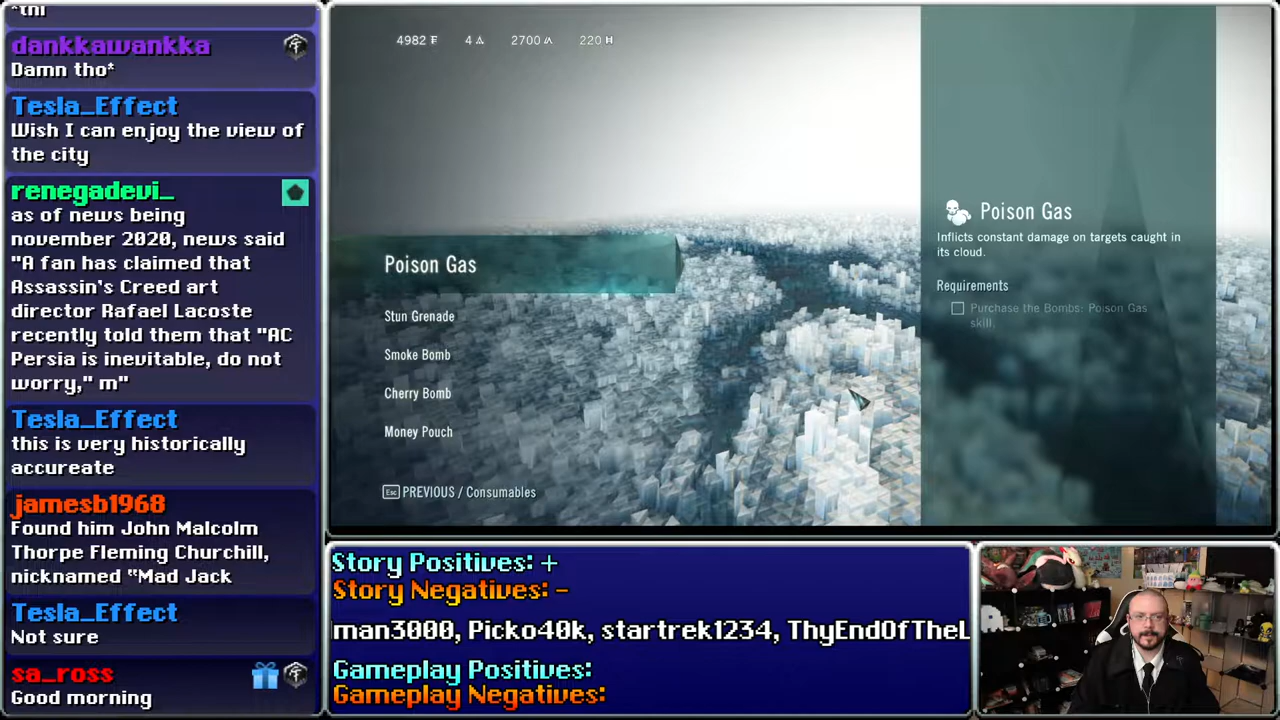 *thi
dankkawankka
Damn tho*
Tesla_Effect
Wish I can enjoy the view of
the city
renegadevi_
as of news being
november 2020, news said
"A fan has claimed that
Assassin's Creed art
director Rafael Lacoste
recently told them that "AC
Persia is inevitable, do not
worry," m"
Tesla_Effect
this is very historically
accureate
jamesb1968
Found him John Malcolm
Thorpe Fleming Churchill,
nicknamed "Mad Jack
Tesla_Effect
Not sure
sa_ross
Good morning
4982 F 4 2700 220
Poison Gas
Stun Grenade
Smoke Bomb
Cherry Bomb
Money Pouch
Esc PREVIOUS / Consumables
Poison Gas
Inflicts constant damage on targets caught in
its cloud.
Requirements
Purchase the Bombs: Poison Gas
skill.
Story Positives: +
Story Negatives: -
man3000, Picko40k, startrek1234, ThyEndOfTheL
Gameplay Positives:
Gameplay Negatives: